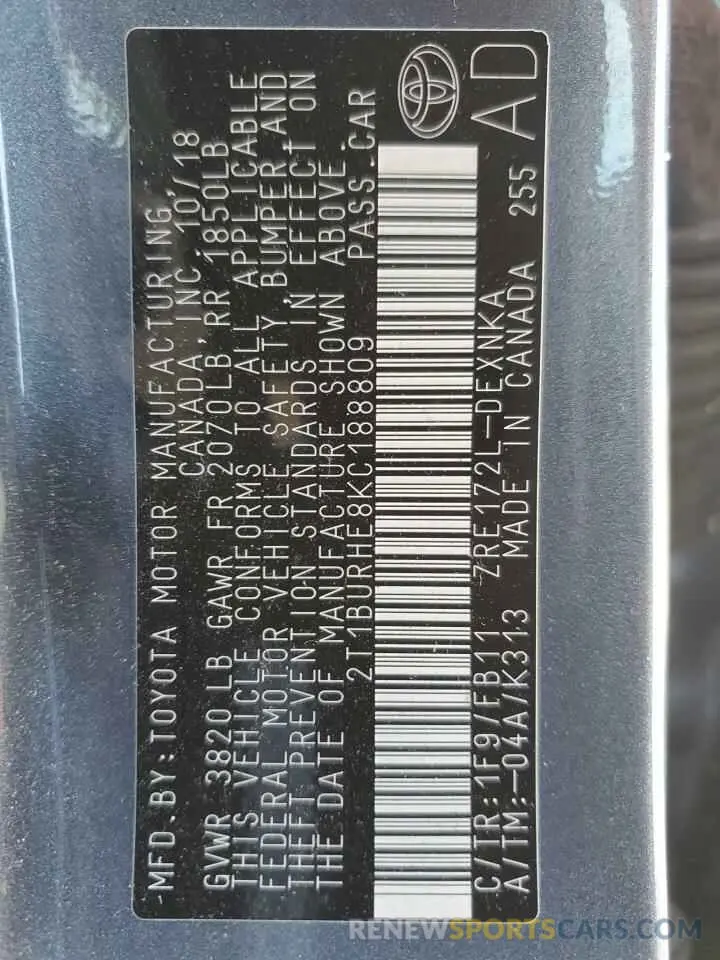 MFD.BY:TOYOTA MOTOR MANUFACTURING,
CANADA, INC 10/18
GVWR 3820 LB GAWR FR 2070LB, RR 1850LB
THIS VEHICLE CONFORMS TO ALL APPLICABLE
FEDERAL MOTOR VEHICLE SAFETY, BUMPER AND
THEFT PREVENTION STANDARDS IN EFFECT ON
THE DATE OF MANUFACTURE SHOWN ABOVE.
2T1BURHE8KC188809 PASS.CAR
C/TR:1F9/FB11 ZRE172L-DEXNKA
A/TM:-04A/K313 MADE IN CANADA 255
AD
RENEWSPORTSCARS.COM